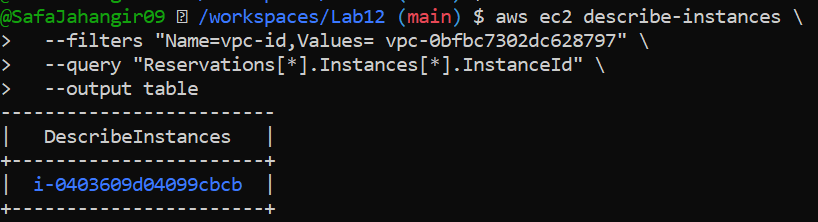 @SafaJahangir09 /workspaces/Lab12 (main) $ aws ec2 describe-instances \
>   --filters "Name=vpc-id,Values= vpc-0bfbc7302dc628797" \
>   --query "Reservations[*].Instances[*].InstanceId" \
>   --output table
-------------------------
|   DescribeInstances   |
+-----------------------+
|  i-0403609d04099cbcb  |
+-----------------------+